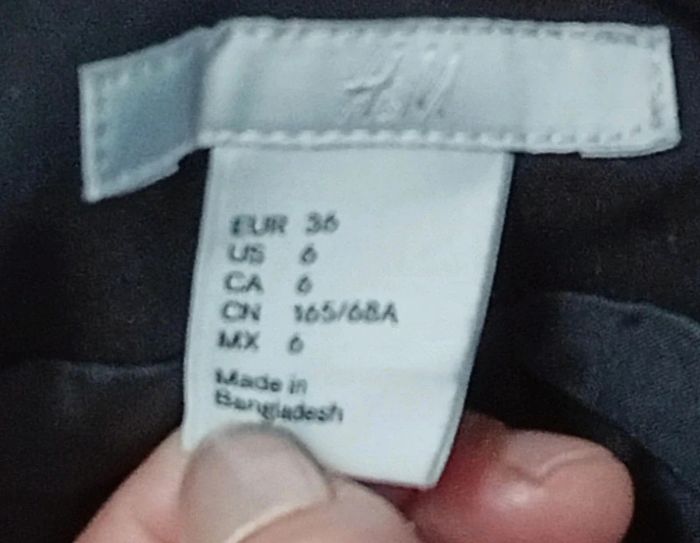 H&M
EUR 36
US 6
CA 6
CN 165/68A
MX 6
Made in
Bangladesh